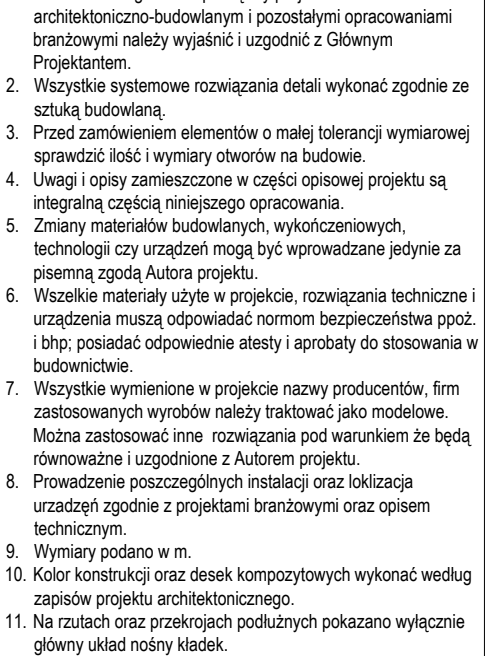 architektoniczno-budowlanym i pozostałymi opracowaniami
branżowymi należy wyjaśnić i uzgodnić z Głównym
Projektantem.
2. Wszystkie systemowe rozwiązania detali wykonać zgodnie ze
sztuką budowlaną.
3. Przed zamówieniem elementów o małej tolerancji wymiarowej
sprawdzić ilość i wymiary otworów na budowie.
4. Uwagi i opisy zamieszczone w części opisowej projektu są
integralną częścią niniejszego opracowania.
5. Zmiany materiałów budowlanych, wykończeniowych,
technologii czy urządzeń mogą być wprowadzane jedynie za
pisemną zgodą Autora projektu.
6. Wszelkie materiały użyte w projekcie, rozwiązania techniczne i
urządzenia muszą odpowiadać normom bezpieczeństwa ppoż.
i bhp; posiadać odpowiednie atesty i aprobaty do stosowania w
budownictwie.
7. Wszystkie wymienione w projekcie nazwy producentów, firm
zastosowanych wyrobów należy traktować jako modelowe.
Można zastosować inne rozwiązania pod warunkiem że będą
równoważne i uzgodnione z Autorem projektu.
8. Prowadzenie poszczególnych instalacji oraz loklizacja
urzadzęń zgodnie z projektami branżowymi oraz opisem
technicznym.
9. Wymiary podano w m.
10. Kolor konstrukcji oraz desek kompozytowych wykonać według
zapisów projektu architektonicznego.
11. Na rzutach oraz przekrojach podłużnych pokazano wyłącznie
główny układ nośny kładek.